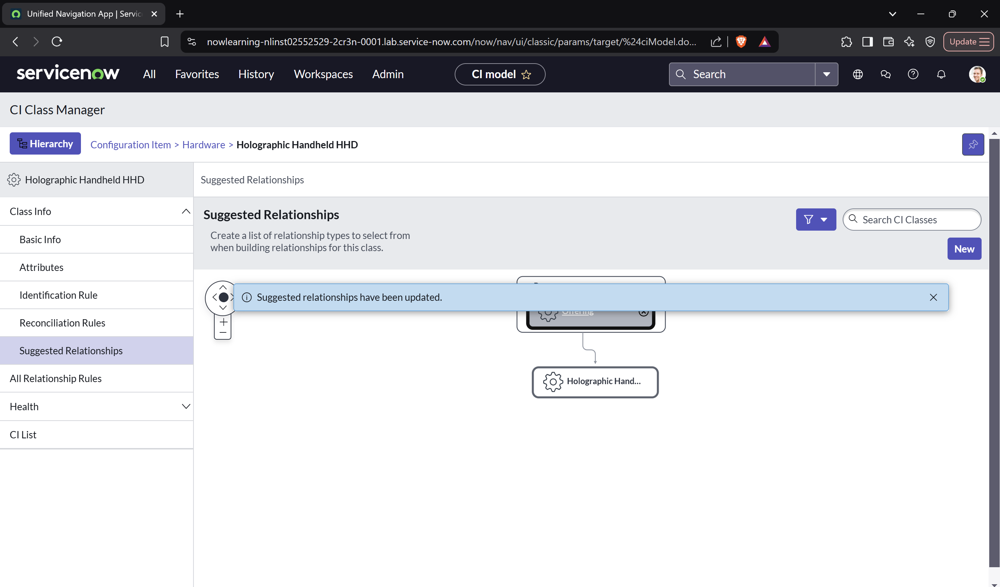 Unified Navigation App | Servic
nowlearning-nlinst02552529-2cr3n-0001.lab.service-now.com/now/nav/ui/classic/params/target/%24ciModel.do...
Update
servicenow
All
Favorites
History
Workspaces
Admin
CI model
Search
CI Class Manager
Hierarchy
Configuration Item > Hardware > Holographic Handheld HHD
Holographic Handheld HHD
Suggested Relationships
Class Info
Basic Info
Attributes
Identification Rule
Reconciliation Rules
Suggested Relationships
All Relationship Rules
Health
CI List
Suggested Relationships
Create a list of relationship types to select from
when building relationships for this class.
Search CI Classes
New
Suggested relationships have been updated.
Offering
Holographic Hand...